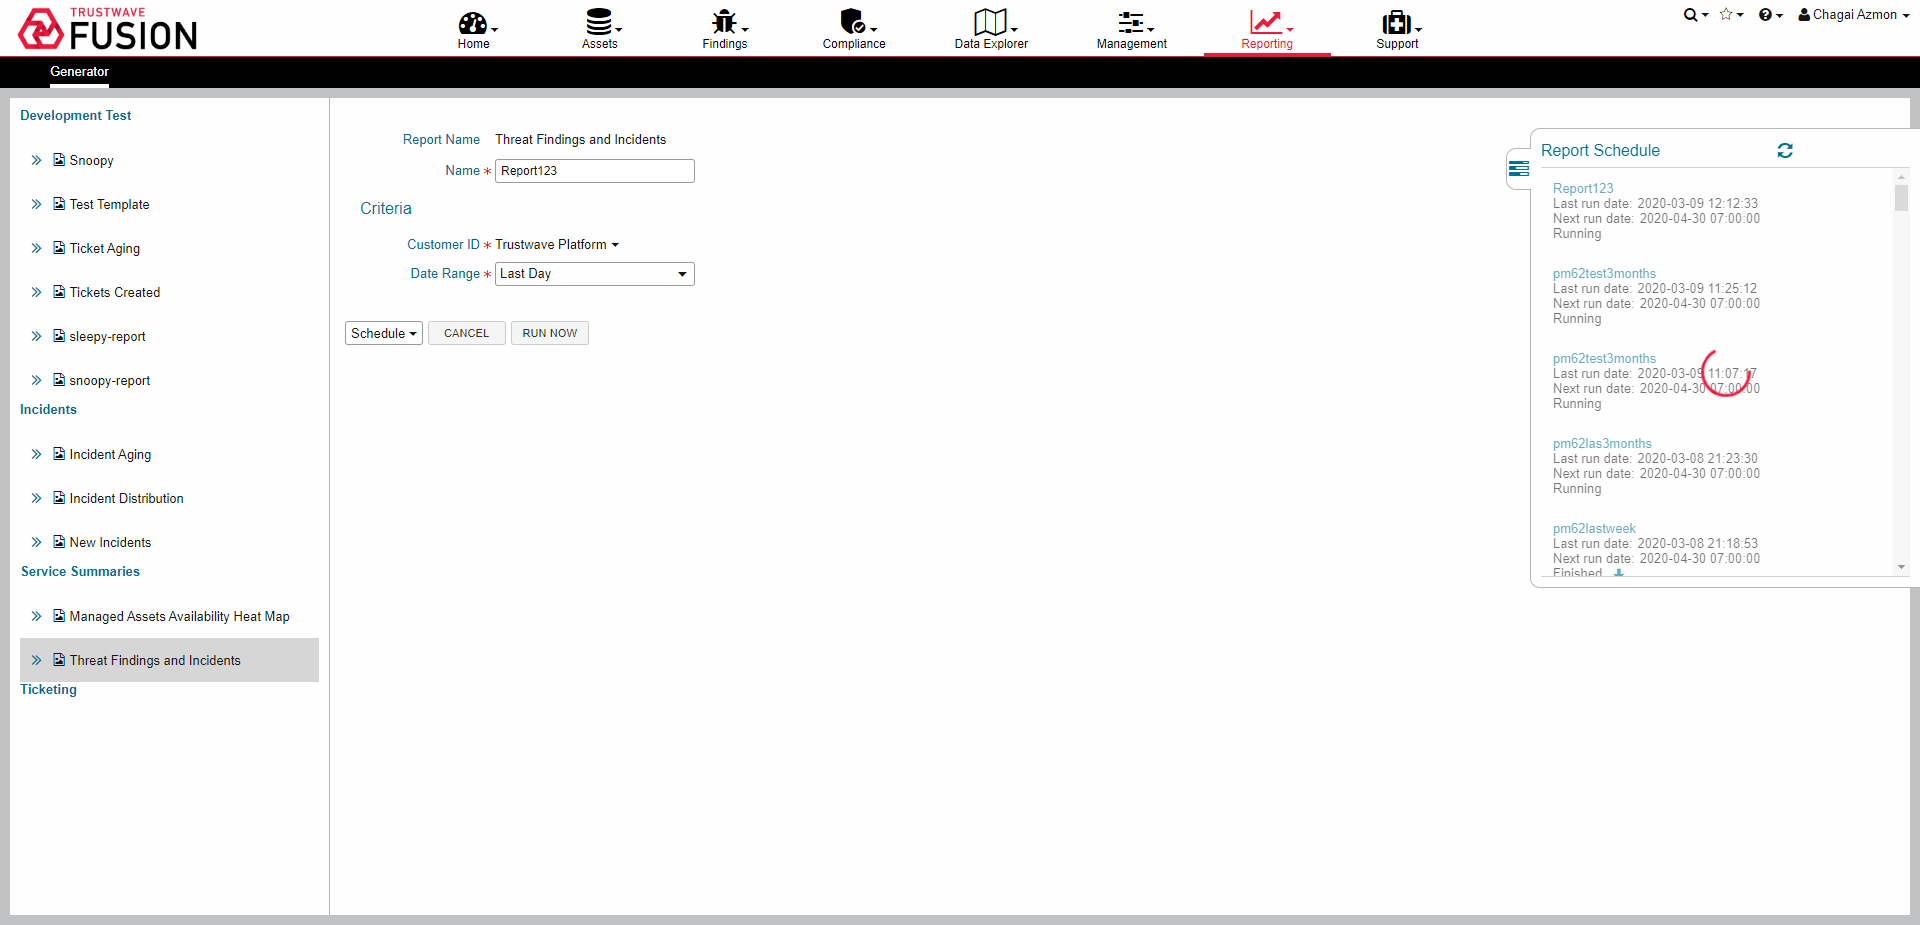 TRUSTWAVE
FUSION
Home
Assets
Findings
Compliance
Data Explorer
Management
Reporting
Support
Chagai Azmon
Generator
Development Test
Snoopy
Test Template
Ticket Aging
Tickets Created
sleepy-report
snoopy-report
Incidents
Incident Aging
Incident Distribution
New Incidents
Service Summaries
Managed Assets Availability Heat Map
Threat Findings and Incidents
Ticketing
Report Name Threat Findings and Incidents
Name * Report123
Criteria
Customer ID * Trustwave Platform
Date Range * Last Day
Schedule CANCEL RUN NOW
Report Schedule
Report123
Last run date: 2020-03-09 12:12:33
Next run date: 2020-04-30 07:00:00
Running
pm62test3months
Last run date: 2020-03-09 11:25:12
Next run date: 2020-04-30 07:00:00
Running
pm62test3months
Last run date: 2020-03-09 11:07:17
Next run date: 2020-04-30 07:00:00
Running
pm62las3months
Last run date: 2020-03-08 21:23:30
Next run date: 2020-04-30 07:00:00
Running
pm62lastweek
Last run date: 2020-03-08 21:18:53
Next run date: 2020-04-30 07:00:00
Finished